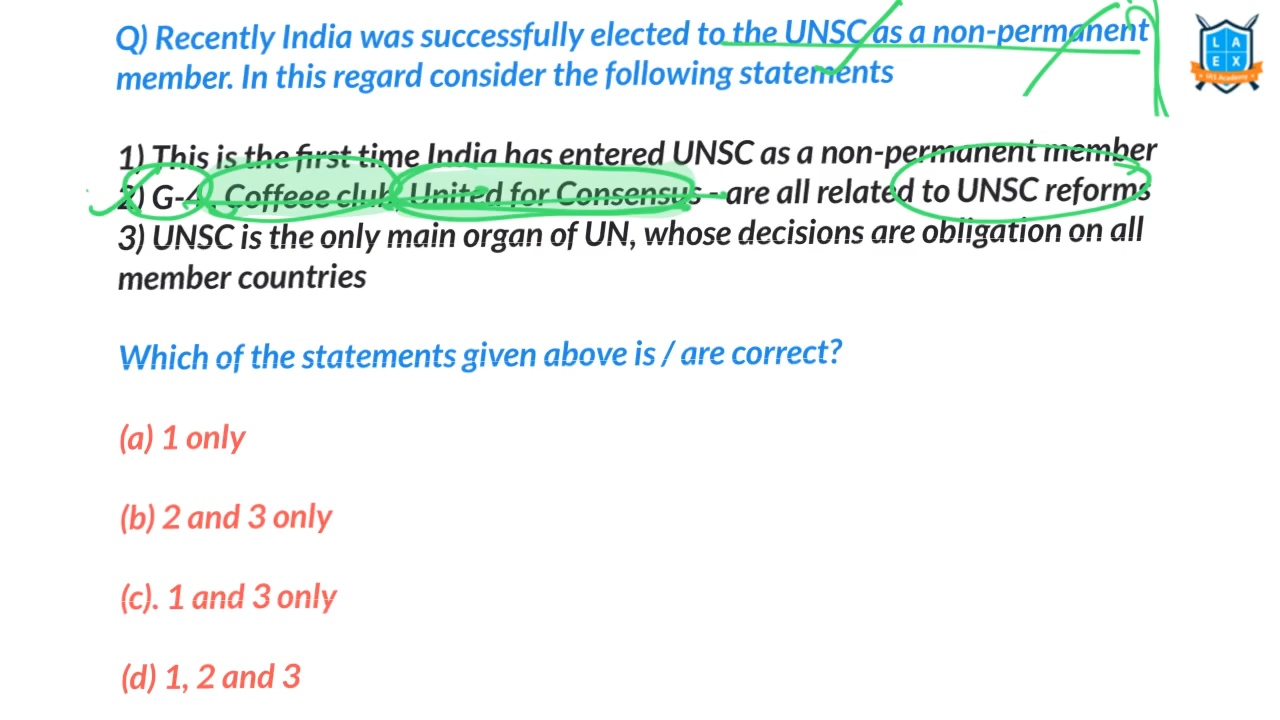 Q) Recently India was successfully elected to the UNSC as a non-permanent
member. In this regard consider the following statements
1) This is the first time India has entered UNSC as a non-permanent member
2) G-4, Coffeee club, United for Consensus - are all related to UNSC reforms
3) UNSC is the only main organ of UN, whose decisions are obligation on all
member countries
Which of the statements given above is / are correct?
(a) 1 only
(b) 2 and 3 only
(c). 1 and 3 only
(d) 1, 2 and 3
L A
E X
IAS Academy